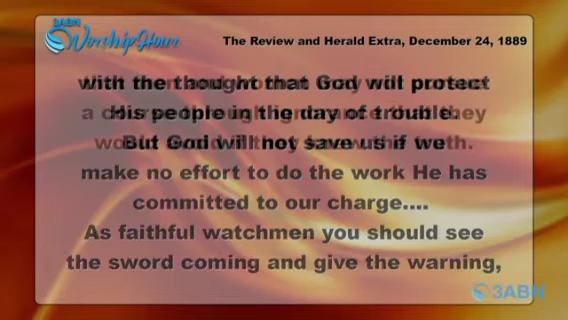 3ABN
Worship Hour
The Review and Herald Extra, December 24, 1889
with the thought that God will protect
His people in the day of trouble.
But God will not save us if we
make no effort to do the work He has
committed to our charge....
As faithful watchmen you should see
the sword coming and give the warning,
3ABN